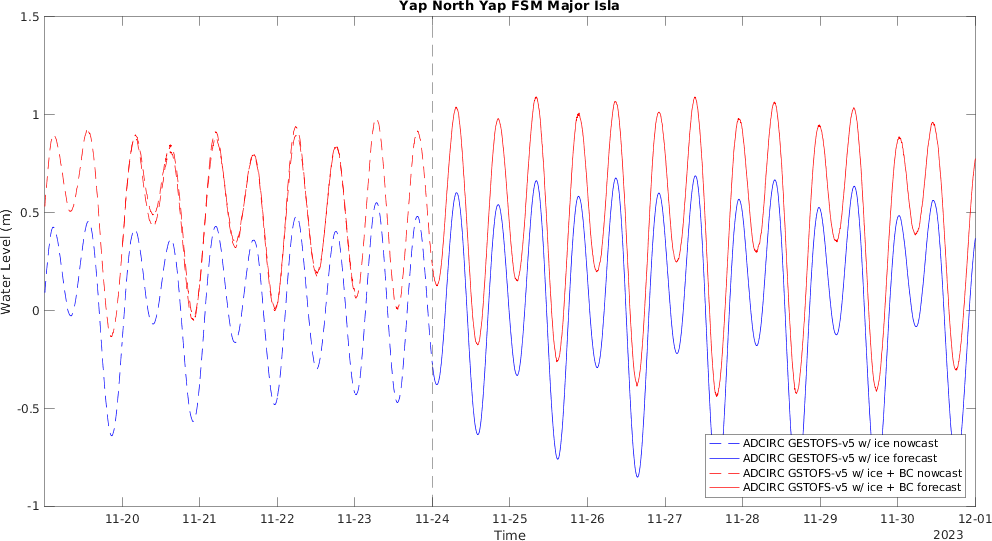 Yap North Yap FSM Major Isla
1.5
1
0.5
0
-0.5
-1
Water Level (m)
11-20
11-21
11-22
11-23
11-24
11-25
11-26
11-27
11-28
11-29
11-30
12-01
Time
2023
ADCIRC GESTOFS-v5 w/ ice nowcast
ADCIRC GESTOFS-v5 w/ ice forecast
ADCIRC GSTOFS-v5 w/ ice + BC nowcast
ADCIRC GSTOFS-v5 w/ ice + BC forecast